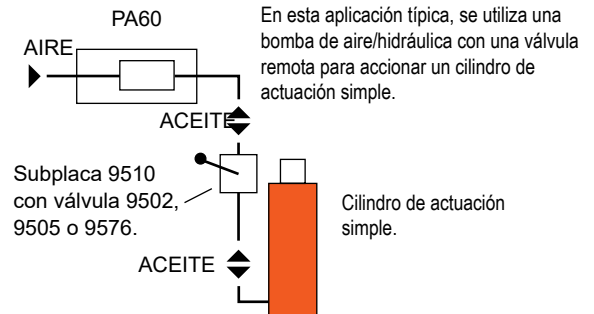 PA60
AIRE
En esta aplicación típica, se utiliza una
bomba de aire/hidráulica con una válvula
remota para accionar un cilindro de
actuación simple.
ACEITE
Subplaca 9510
con válvula 9502,
9505 o 9576.
Cilindro de actuación
simple.
ACEITE